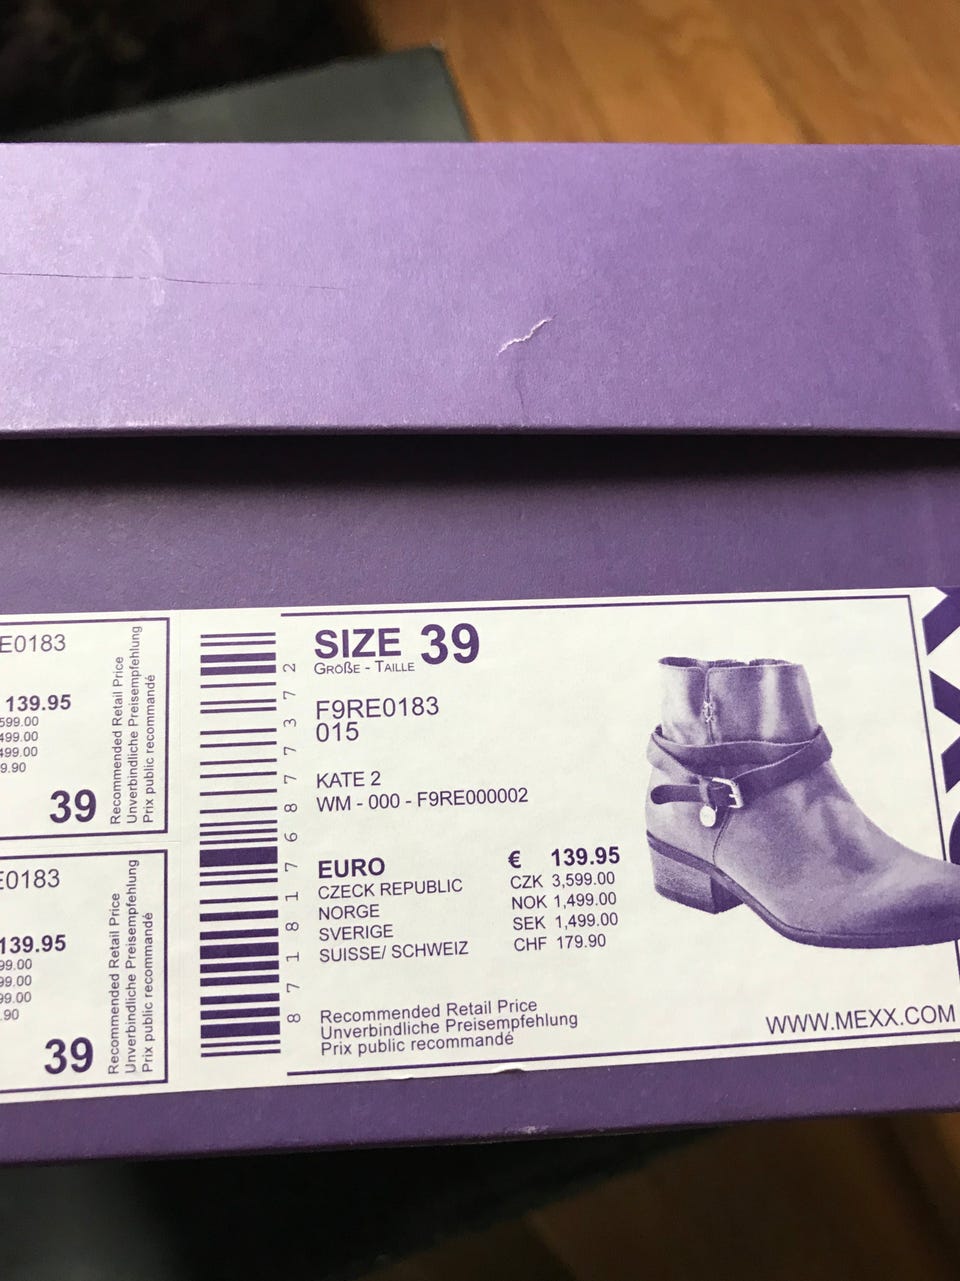 E0183
139.95
599.00
499.00
499.00
9.90
39
Recommended Retail Price
Unverbindliche Preisempfehlung
Prix public recommandé
E0183
139.95
99.00
99.00
99.00
.90
39
Recommended Retail Price
Unverbindliche Preisempfehlung
Prix public recommandé
8 7 1 8 1 7 6 8 7 7 3 7 2
SIZE 39
GRÖßE - TAILLE
F9RE0183
015
KATE 2
WM - 000 - F9RE000002
EURO € 139.95
CZECK REPUBLIC CZK 3,599.00
NORGE NOK 1,499.00
SVERIGE SEK 1,499.00
SUISSE/ SCHWEIZ CHF 179.90
Recommended Retail Price
Unverbindliche Preisempfehlung
Prix public recommandé
WWW.MEXX.COM